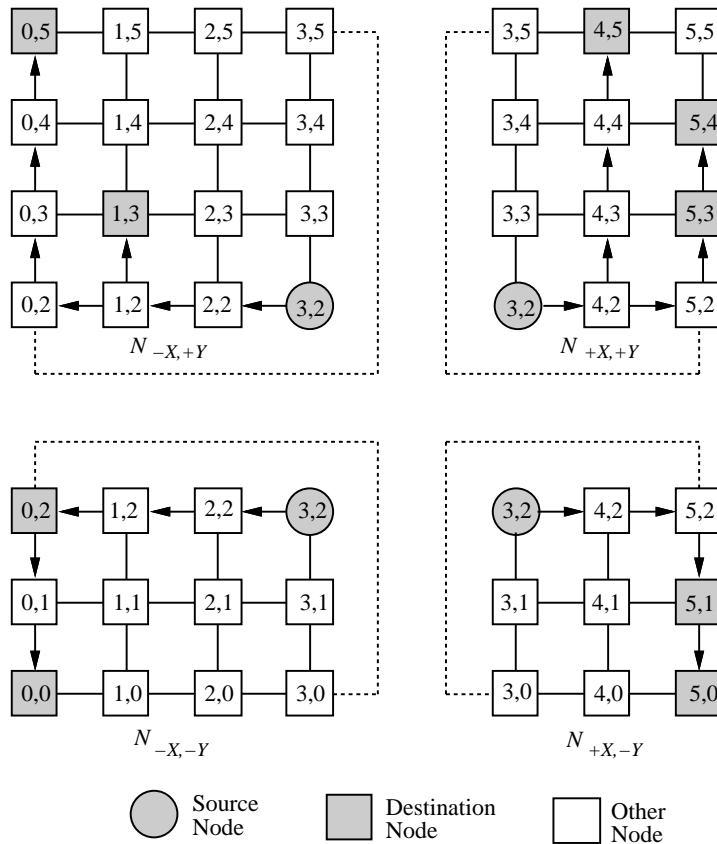 0,5 1,5 2,5 3,5
0,4 1,4 2,4 3,4
0,3 1,3 2,3 3,3
0,2 1,2 2,2 3,2
N −X,+Y
3,5 4,5 5,5
3,4 4,4 5,4
3,3 4,3 5,3
3,2 4,2 5,2
N +X,+Y
0,2 1,2 2,2 3,2
0,1 1,1 2,1 3,1
0,0 1,0 2,0 3,0
N −X,−Y
3,2 4,2 5,2
3,1 4,1 5,1
3,0 4,0 5,0
N +X,−Y
Source
Node
Destination
Node
Other
Node